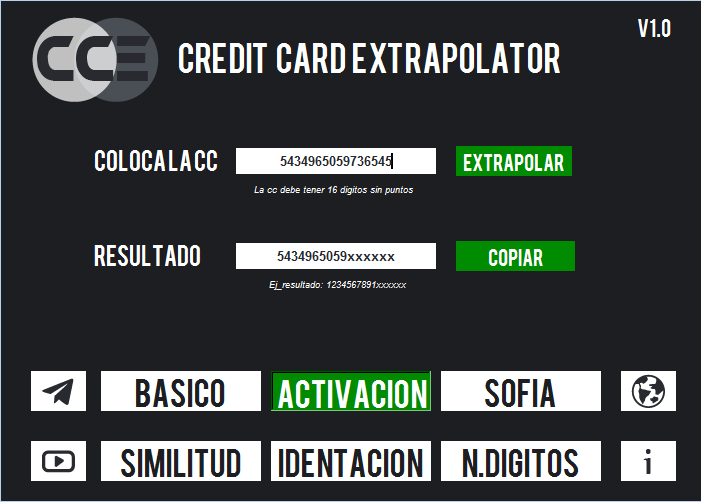 CCE
CREDIT CARD EXTRAPOLATOR
V1.0
COLOCA LA CC
5434965059736545
EXTRAPOLAR
La cc debe tener 16 digitos sin puntos
RESULTADO
5434965059xxxxxx
COPIAR
Ej_resultado: 1234567891xxxxxx
BASICO
ACTIVACION
SOFIA
SIMILITUD
IDENTACION
N.DIGITOS
i